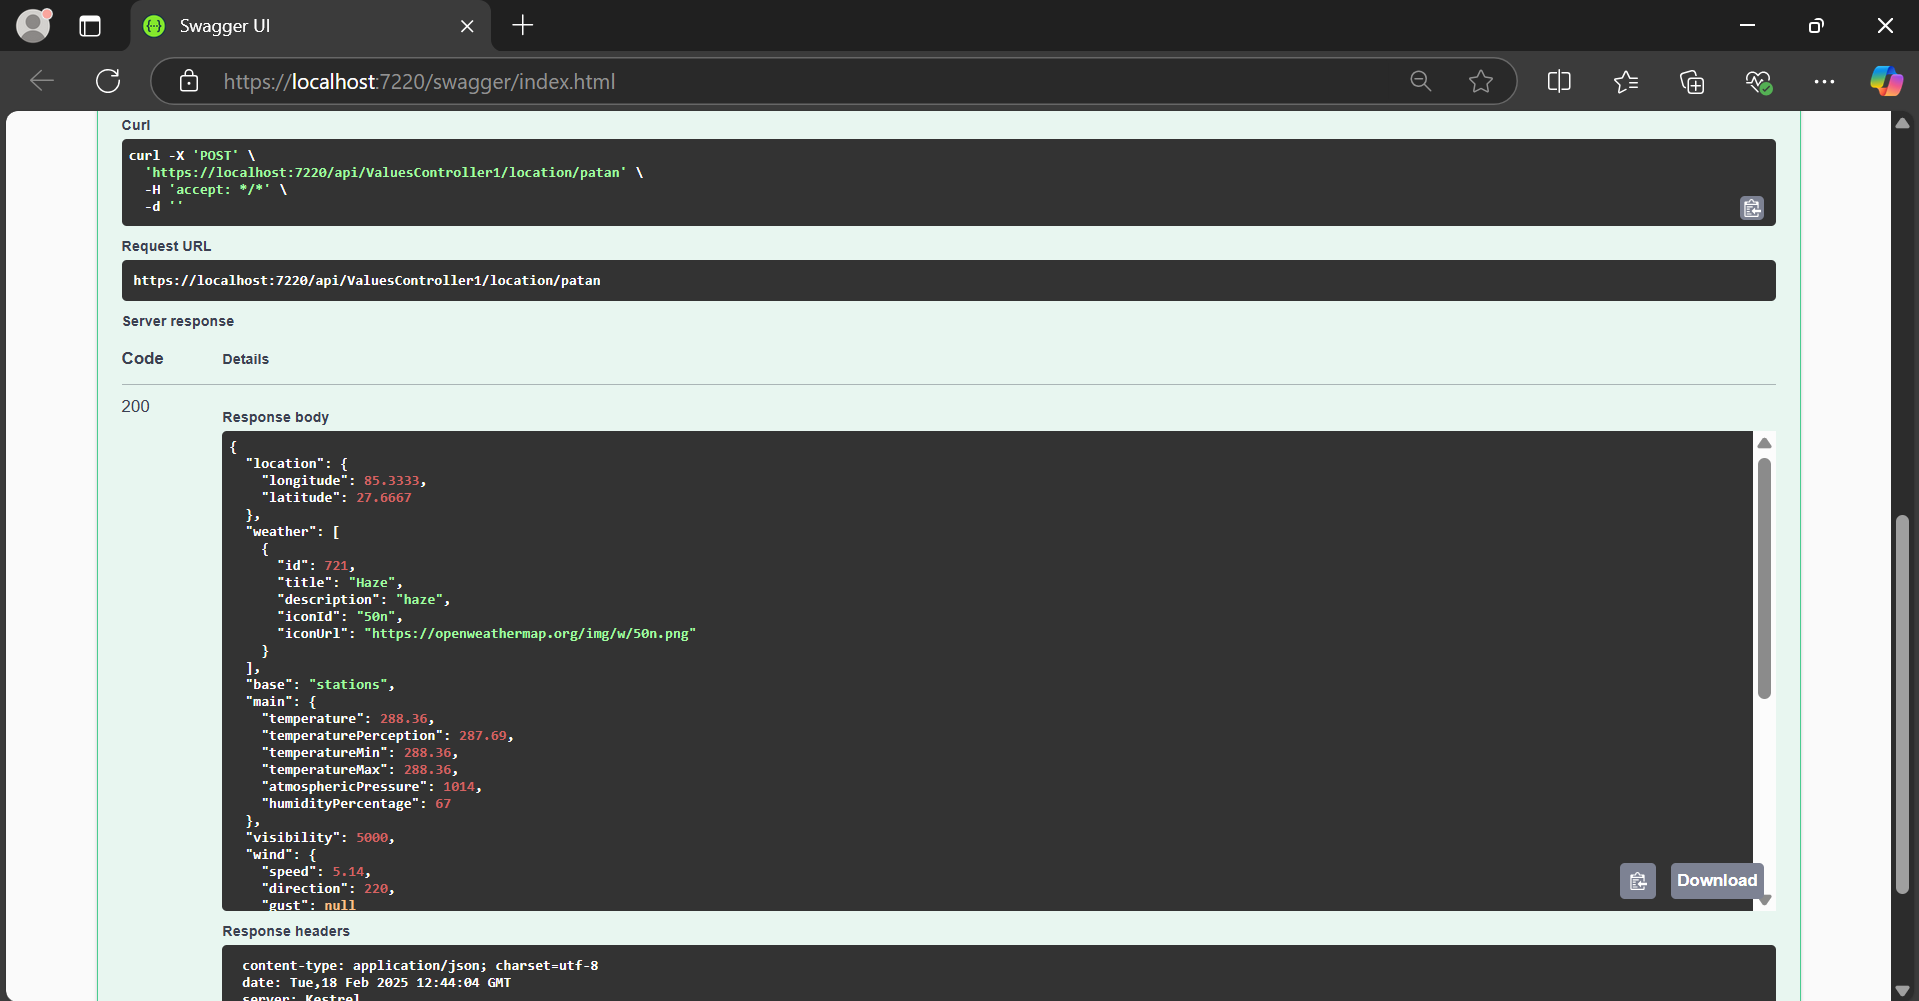 Swagger UI
https://localhost:7220/swagger/index.html
Curl
curl -X 'POST' \
'https://localhost:7220/api/ValuesController1/location/patan' \
-H 'accept: */*' \
-d ''
Request URL
https://localhost:7220/api/ValuesController1/location/patan
Server response
Code Details
200
Response body
{
"location": {
"longitude": 85.3333,
"latitude": 27.6667
},
"weather": [
{
"id": 721,
"title": "Haze",
"description": "haze",
"iconId": "50n",
"iconUrl": "https://openweathermap.org/img/w/50n.png"
}
],
"base": "stations",
"main": {
"temperature": 288.36,
"temperaturePerception": 287.69,
"temperatureMin": 288.36,
"temperatureMax": 288.36,
"atmosphericPressure": 1014,
"humidityPercentage": 67
},
"visibility": 5000,
"wind": {
"speed": 5.14,
"direction": 220,
"gust": null
Download
Response headers
content-type: application/json; charset=utf-8
date: Tue,18 Feb 2025 12:44:04 GMT
server: Kestrel